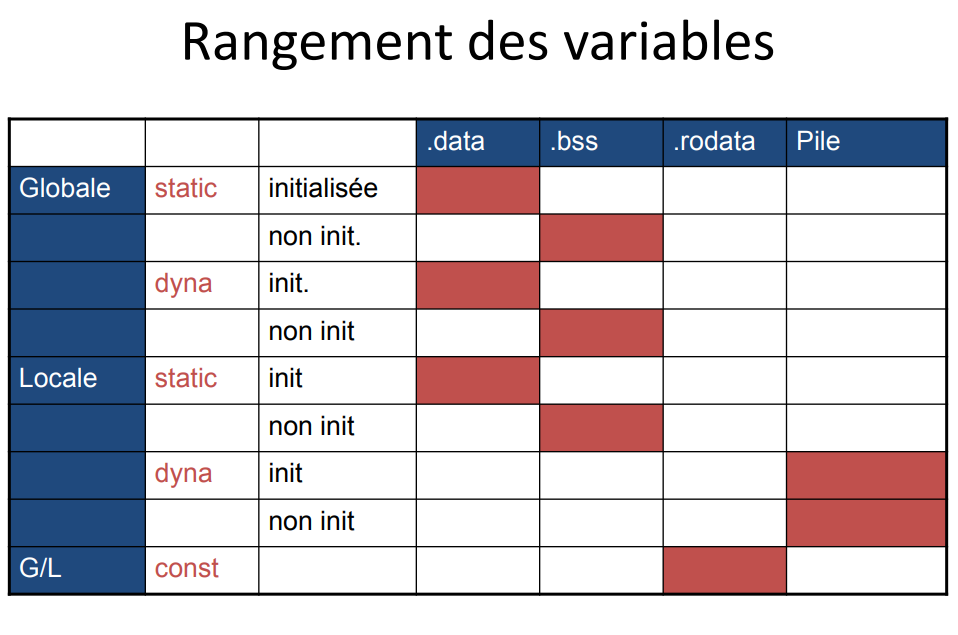 Rangement des variables
.data .bss .rodata Pile
Globale static initialisée
non init.
dyna init.
non init
Locale static init
non init
dyna init
non init
G/L const